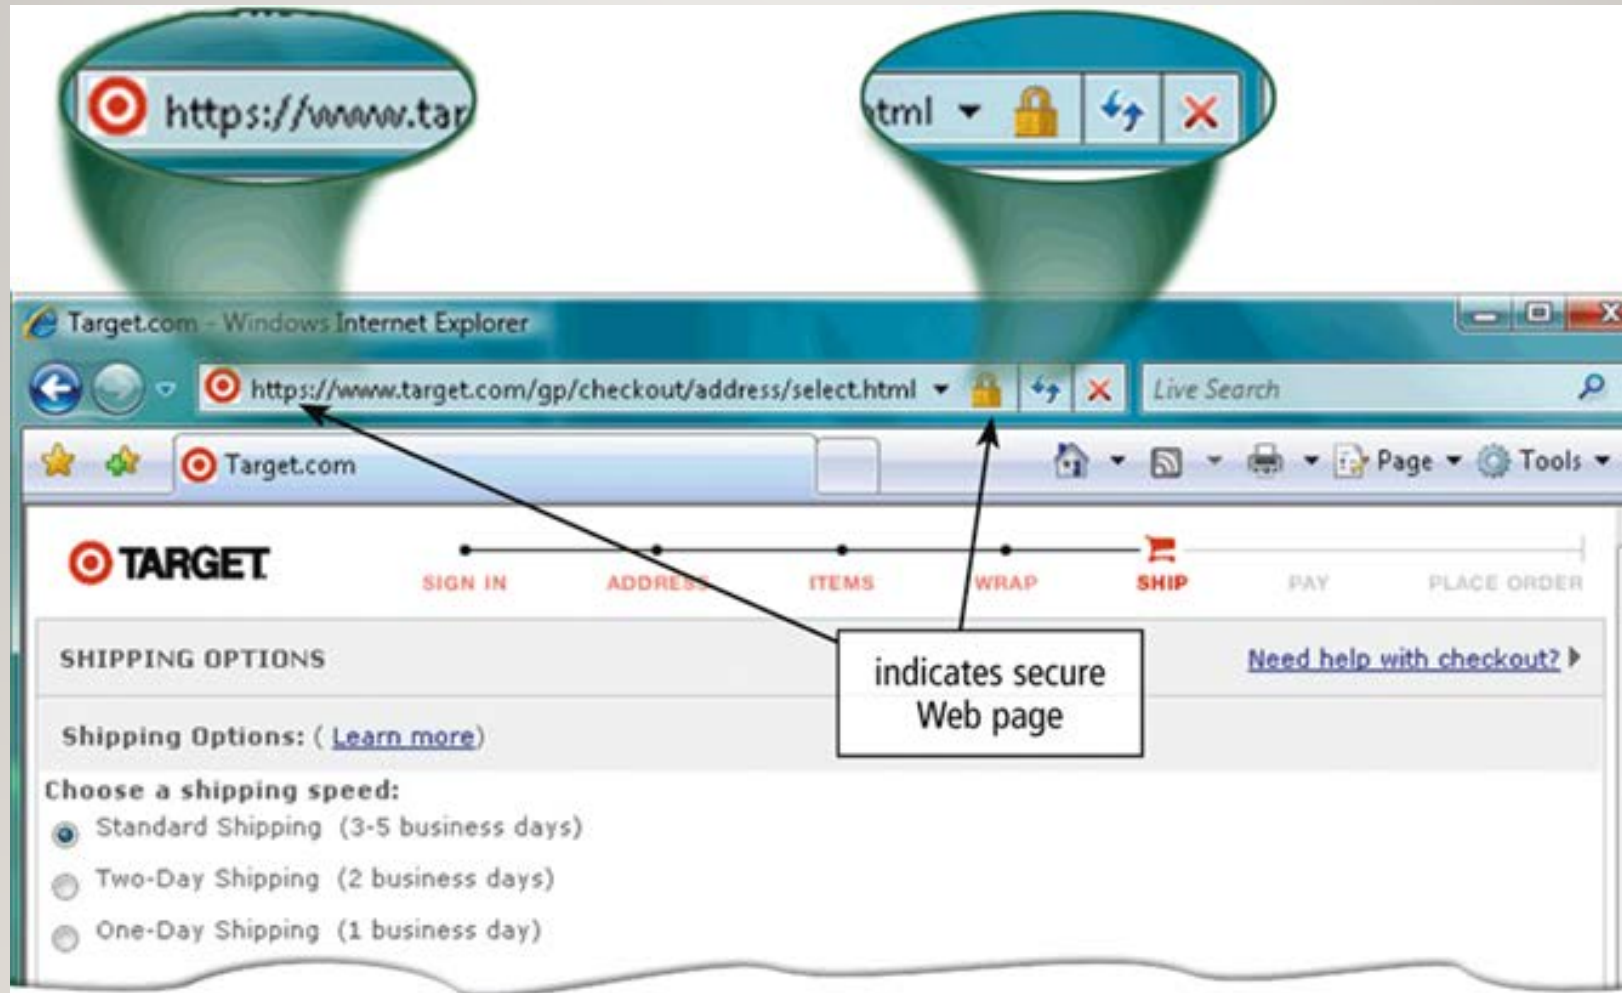 https://www.tar
tml
Target.com - Windows Internet Explorer
https://www.target.com/gp/checkout/address/select.html
Live Search
Target.com
Page
Tools
TARGET
SIGN IN
ADDRESS
ITEMS
WRAP
SHIP
PAY
PLACE ORDER
SHIPPING OPTIONS
Need help with checkout?
indicates secure
Web page
Shipping Options: ( Learn more)
Choose a shipping speed:
Standard Shipping (3-5 business days)
Two-Day Shipping (2 business days)
One-Day Shipping (1 business day)